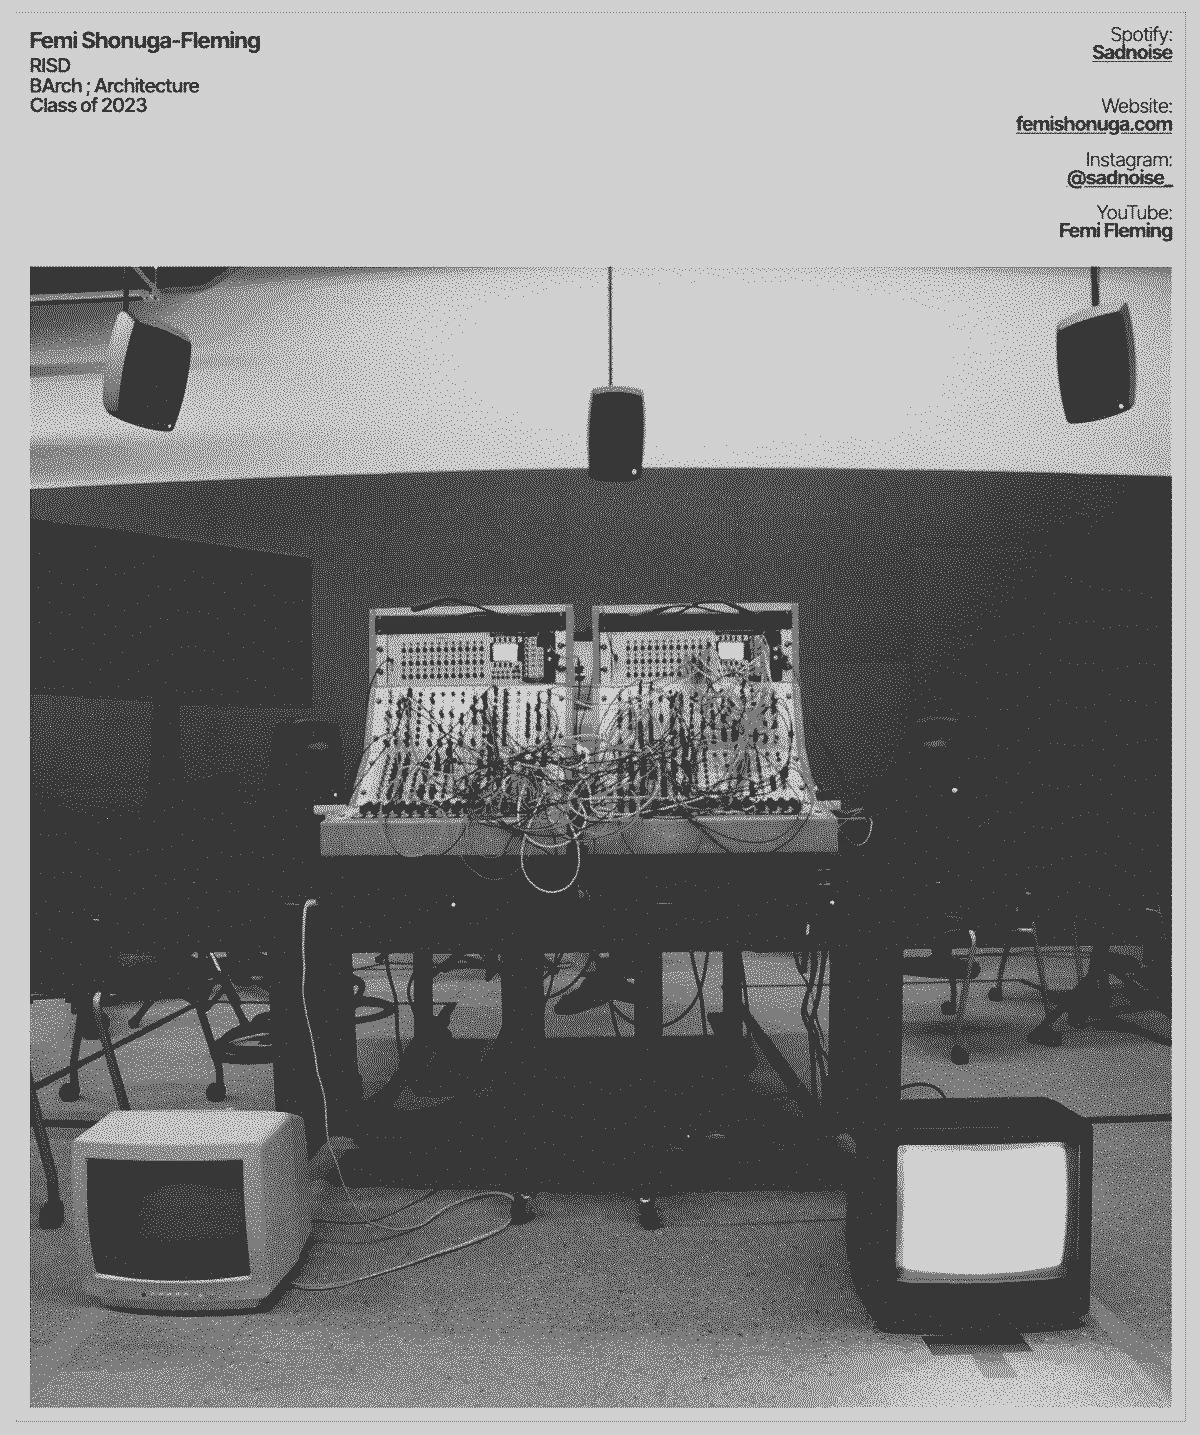 Femi Shonuga-Fleming
RISD
BArch ; Architecture
Class of 2023
Spotify:
Sadnoise
Website:
femishonuga.com
Instagram:
@sadnoise_
YouTube:
Femi Fleming